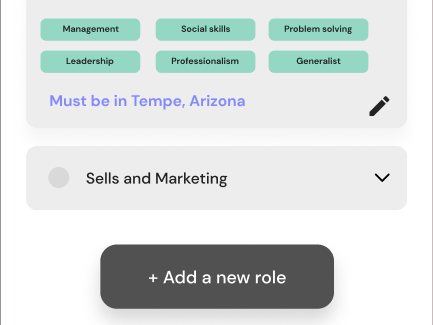 Management Social skills Problem solving
Leadership Professionalism Generalist
Must be in Tempe, Arizona
Sells and Marketing
+ Add a new role